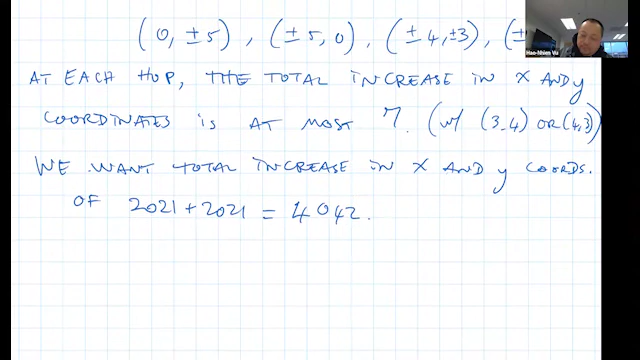 (0, ±5), (±5, 0), (±4, ±3), (±
Hao-Nhien Vu
AT EACH HOP, THE TOTAL INCREASE IN X AND y
COORDINATES IS AT MOST 7. (w/ (3,4) OR (4,3))
WE WANT TOTAL INCREASE IN X AND y COORDS.
OF 2021 + 2021 = 4042.